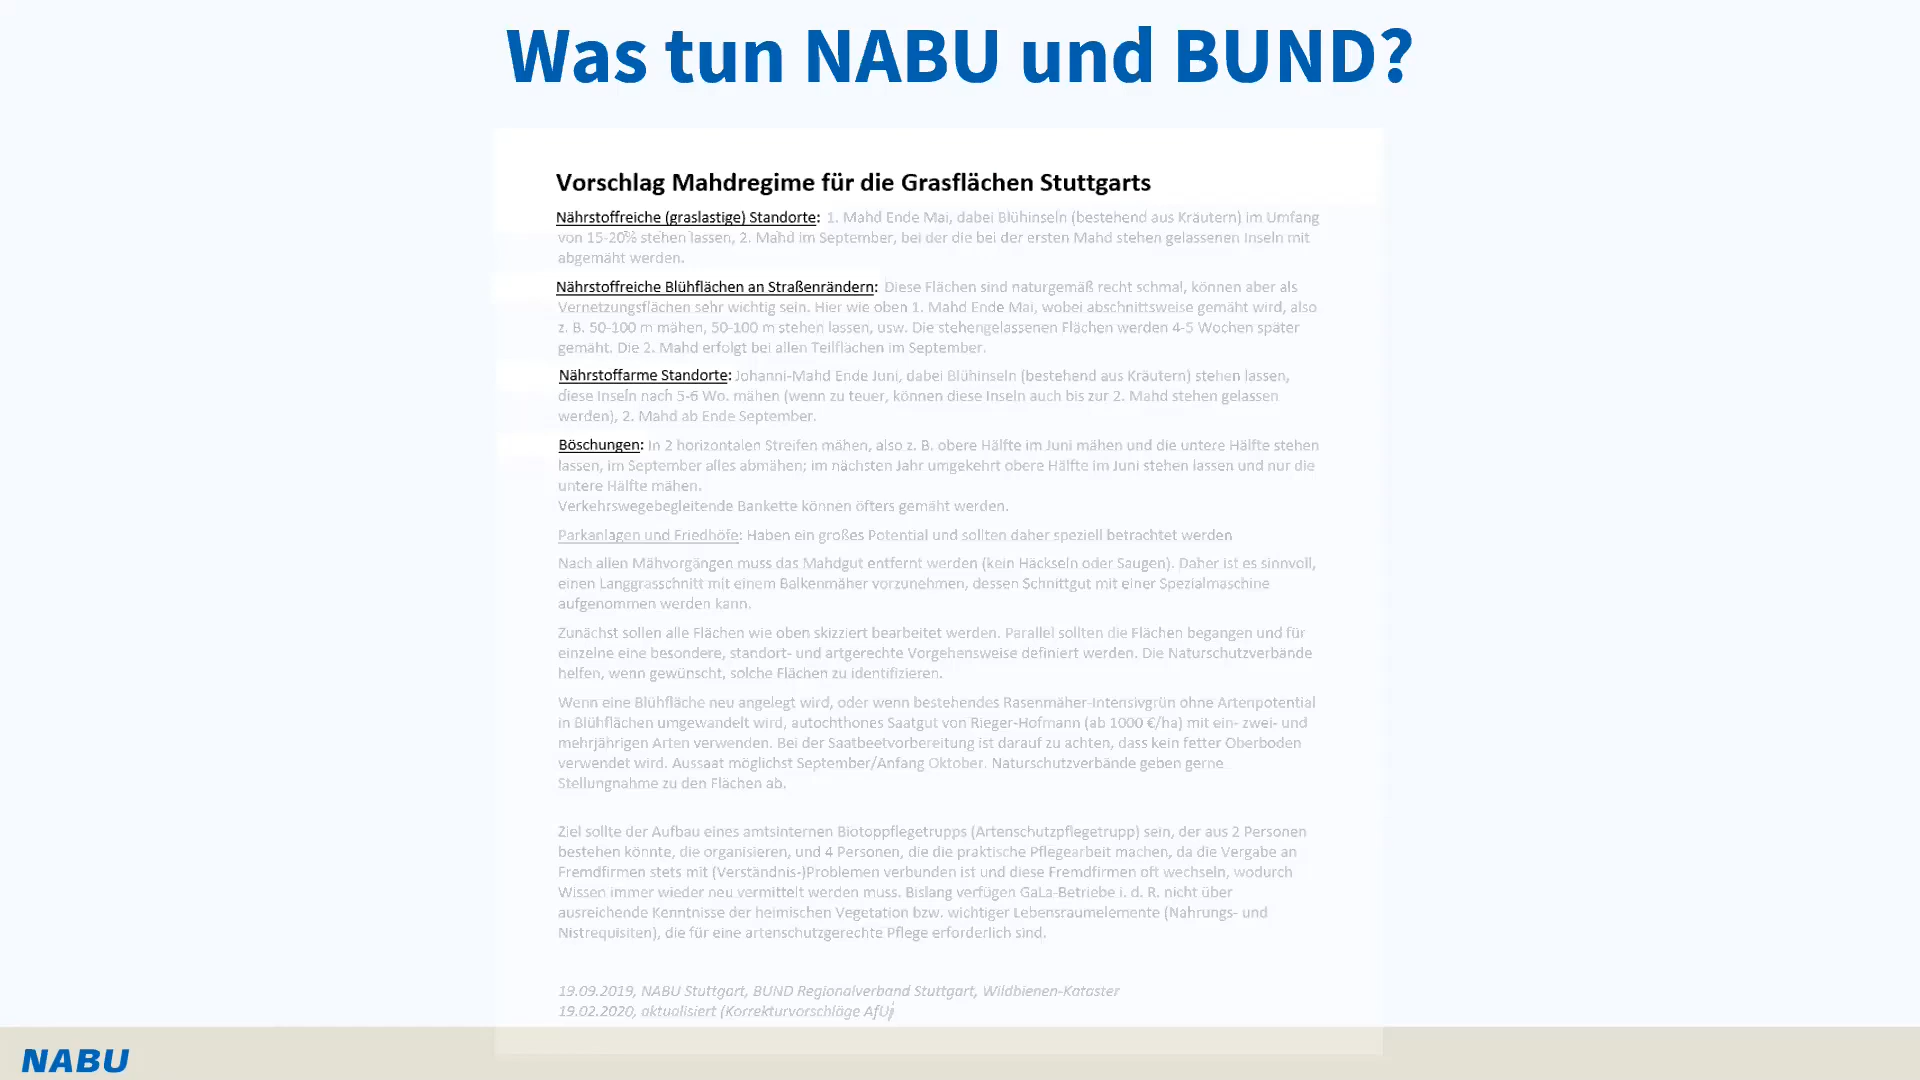 Was tun NABU und BUND?
Vorschlag Mahdregime für die Grasflächen Stuttgarts
Nährstoffreiche (graslastige) Standorte: 1. Mahd Ende Mai, dabei Blühinseln (bestehend aus Kräutern) im Umfang
von 15-20% stehen lassen, 2. Mahd im September, bei der die bei der ersten Mahd stehen gelassenen Inseln mit
abgemäht werden.
Nährstoffreiche Blühflächen an Straßenrändern: Diese Flächen sind naturgemäß recht schmal, können aber als
Vernetzungsflächen sehr wichtig sein. Hier wie oben 1. Mahd Ende Mai, wobei abschnittsweise gemäht wird, also
z. B. 50-100 m mähen, 50-100 m stehen lassen, usw. Die stehengelassenen Flächen werden 4-5 Wochen später
gemäht. Die 2. Mahd erfolgt bei allen Teilflächen im September.
Nährstoffarme Standorte: Johanni-Mahd Ende Juni, dabei Blühinseln (bestehend aus Kräutern) stehen lassen,
diese Inseln nach 5-6 Wo. mähen (wenn zu teuer, können diese Inseln auch bis zur 2. Mahd stehen gelassen
werden), 2. Mahd ab Ende September.
Böschungen: In 2 horizontalen Streifen mähen, also z. B. obere Hälfte im Juni mähen und die untere Hälfte stehen
lassen, im September alles abmähen; im nächsten Jahr umgekehrt obere Hälfte im Juni stehen lassen und nur die
untere Hälfte mähen.
Verkehrswegebegleitende Bankette können öfters gemäht werden.
Parkanlagen und Friedhöfe: Haben ein großes Potential und sollten daher speziell betrachtet werden
Nach allen Mähvorgängen muss das Mahdgut entfernt werden (kein Häckseln oder Saugen). Daher ist es sinnvoll,
einen Langgrasschnitt mit einem Balkenmäher vorzunehmen, dessen Schnittgut mit einer Spezialmaschine
aufgenommen werden kann.
Zunächst sollen alle Flächen wie oben skizziert bearbeitet werden. Parallel sollten die Flächen begangen und für
einzelne eine besondere, standort- und artgerechte Vorgehensweise definiert werden. Die Naturschutzverbände
helfen, wenn gewünscht, solche Flächen zu identifizieren.
Wenn eine Blühfläche neu angelegt wird, oder wenn bestehendes Rasenmäher-Intensivgrün ohne Artenpotential
in Blühflächen umgewandelt wird, autochthones Saatgut von Rieger-Hofmann (ab 1000 €/ha) mit ein- zwei- und
mehrjährigen Arten verwenden. Bei der Saatbeetvorbereitung ist darauf zu achten, dass kein fetter Oberboden
verwendet wird. Aussaat möglichst September/Anfang Oktober. Naturschutzverbände geben gerne
Stellungnahme zu den Flächen ab.
Ziel sollte der Aufbau eines amtsinternen Biotoppflegetrupps (Artenschutzpflegetrupp) sein, der aus 2 Personen
bestehen könnte, die organisieren, und 4 Personen, die die praktische Pflegearbeit machen, da die Vergabe an
Fremdfirmen stets mit (Verständnis-)Problemen verbunden ist und diese Fremdfirmen oft wechseln, wodurch
Wissen immer wieder neu vermittelt werden muss. Bislang verfügen GaLa-Betriebe i. d. R. nicht über
ausreichende Kenntnisse der heimischen Vegetation bzw. wichtiger Lebensraumelemente (Nahrungs- und
Nistrequisiten), die für eine artenschutzgerechte Pflege erforderlich sind.
19.09.2019, NABU Stuttgart, BUND Regionalverband Stuttgart, Wildbienen-Kataster
19.02.2020, aktualisiert (Korrekturvorschläge AfU)
NABU